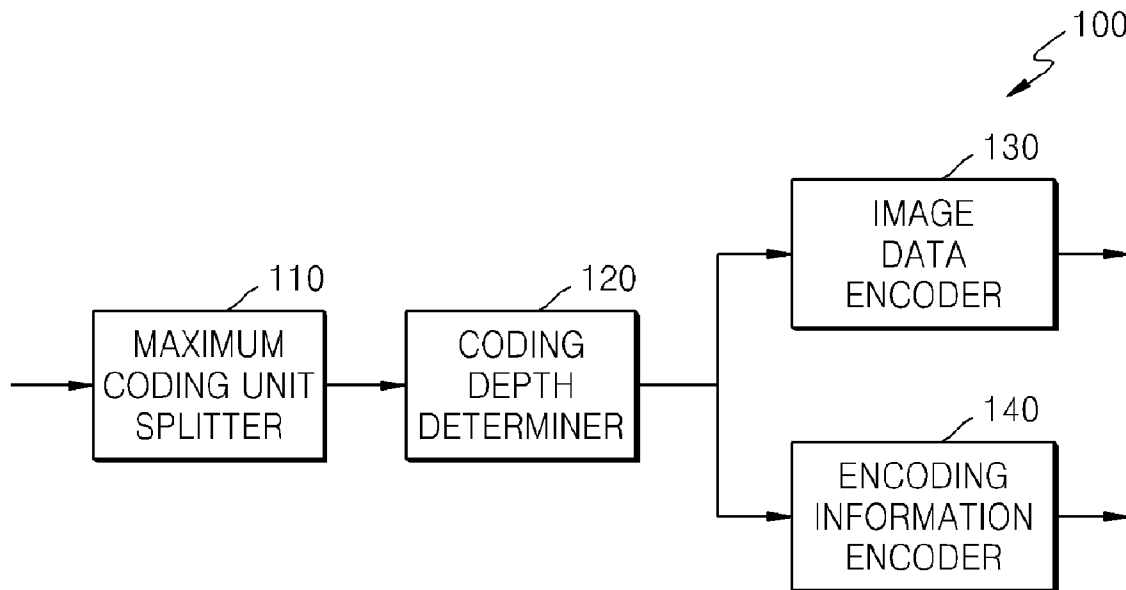 100
130
IMAGE
DATA
ENCODER
110
MAXIMUM
CODING UNIT
SPLITTER
120
CODING
DEPTH
DETERMINER
140
ENCODING
INFORMATION
ENCODER